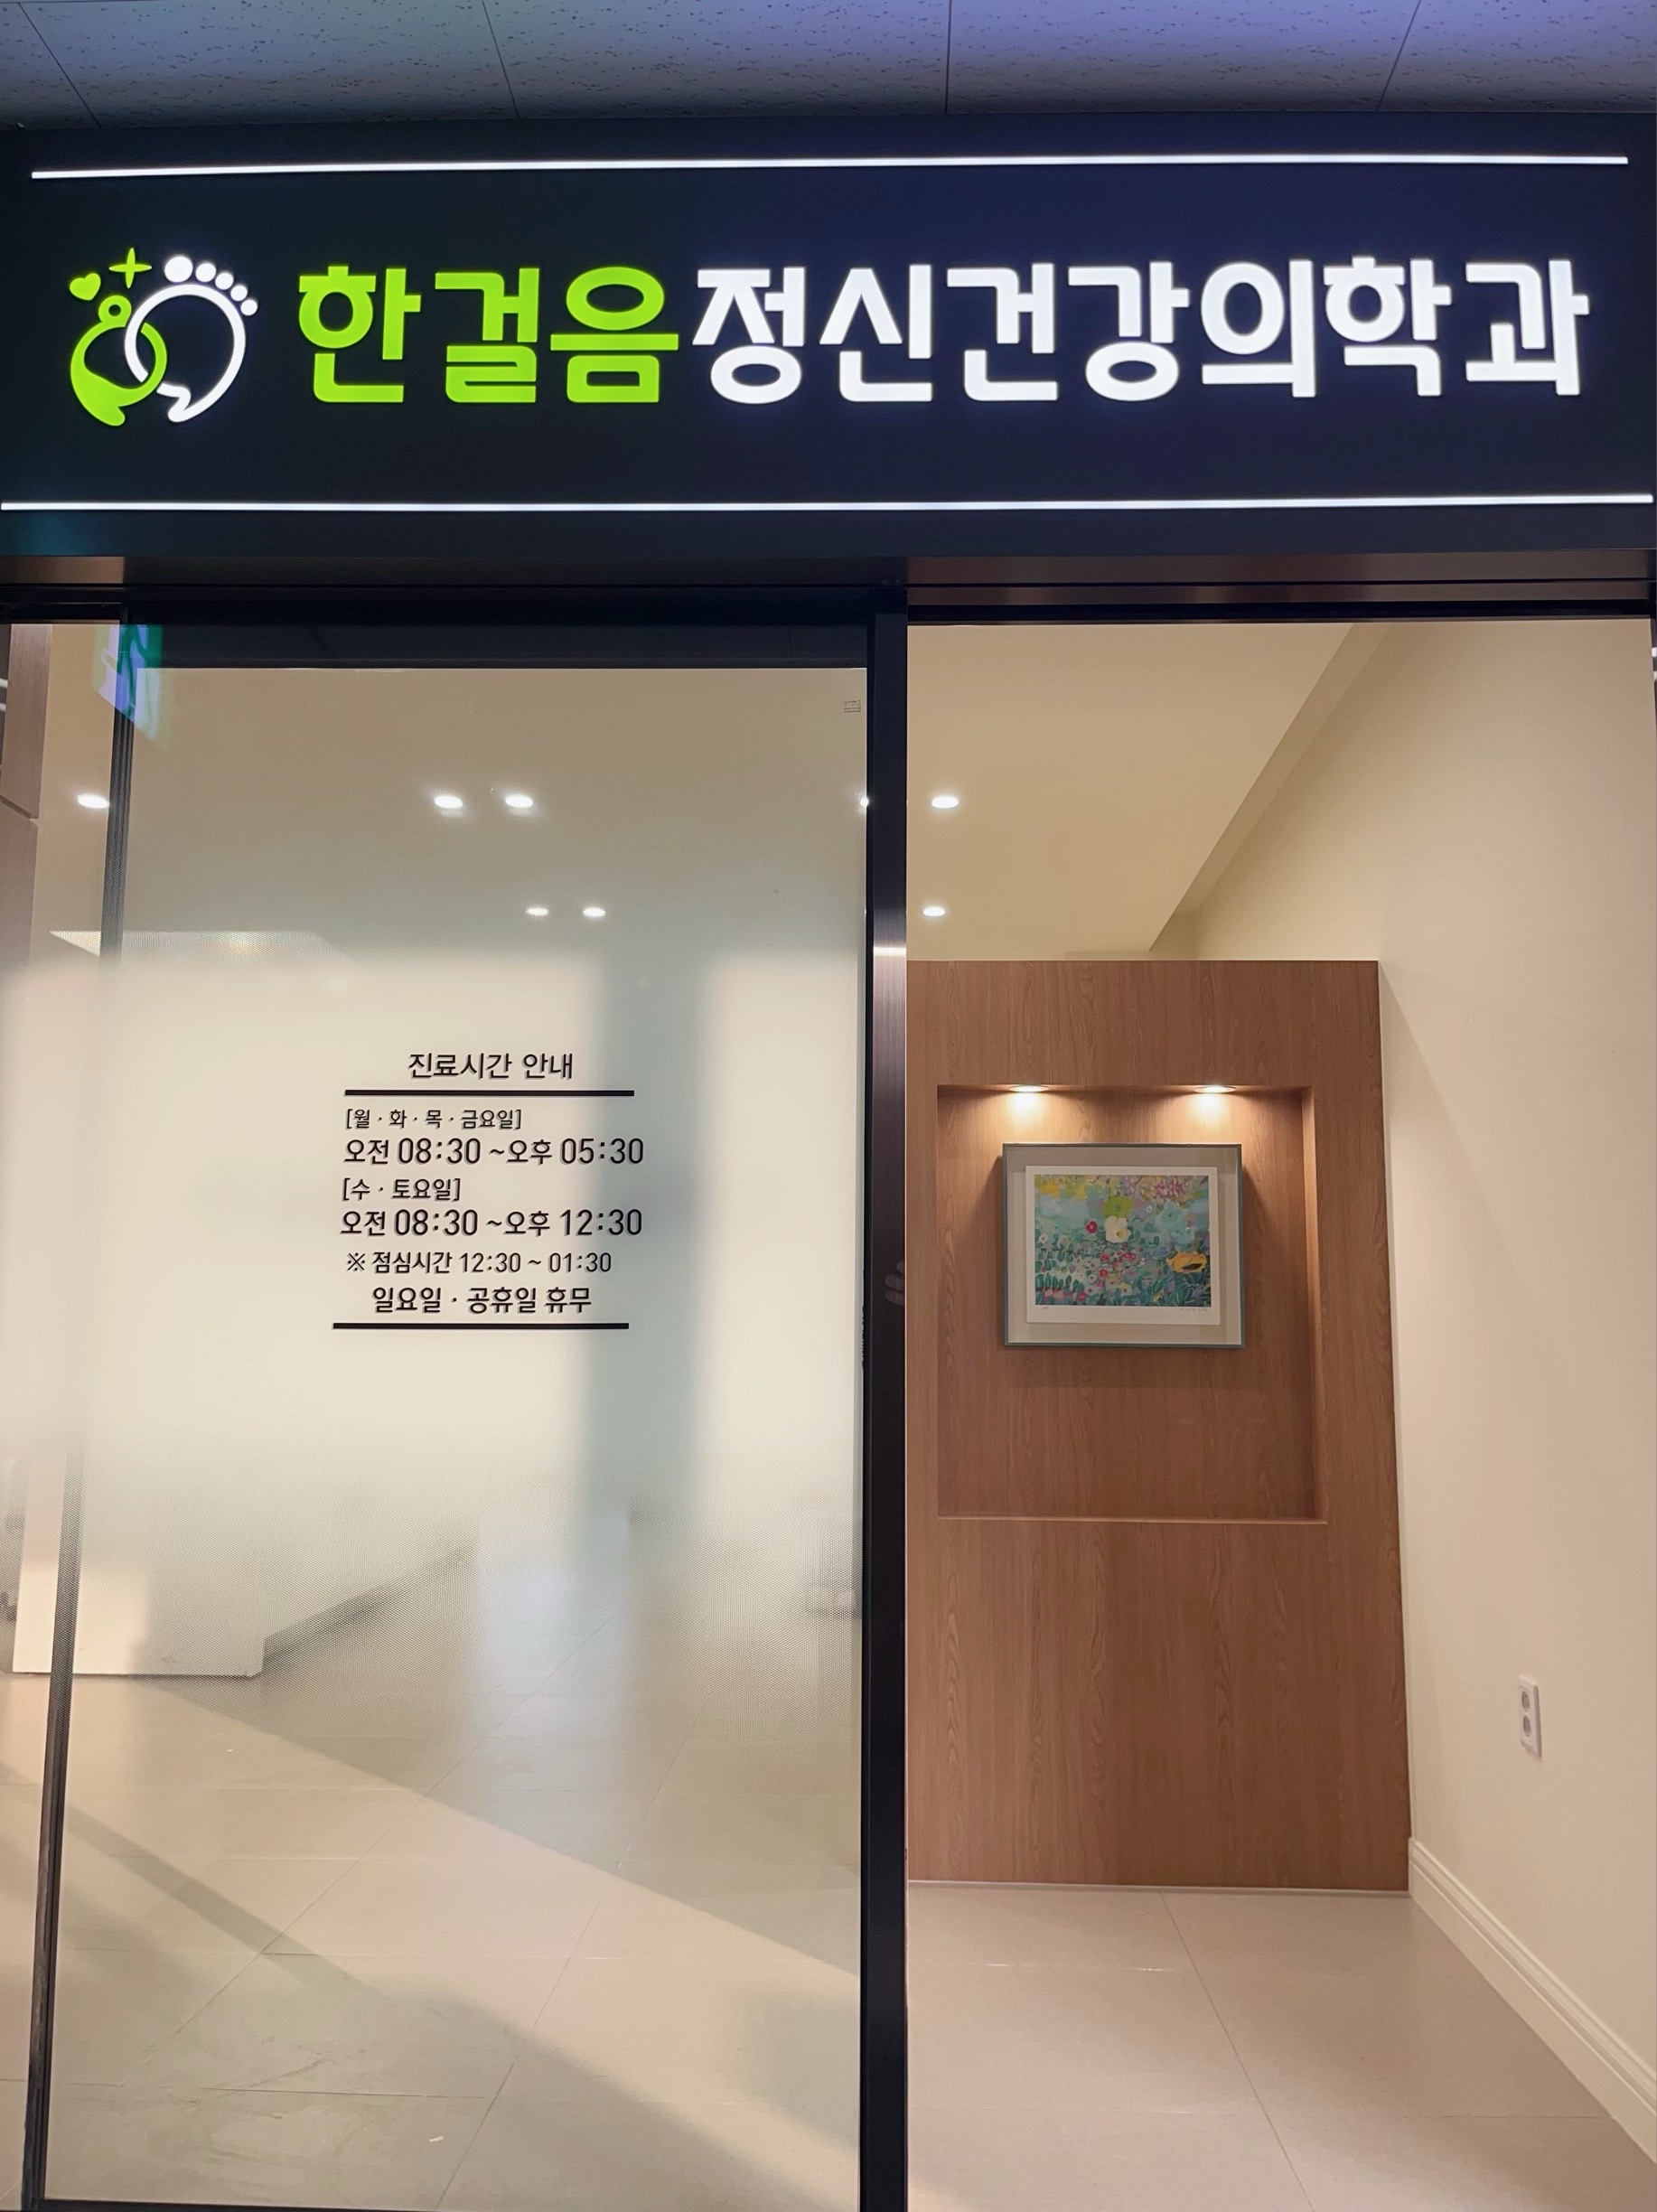 한걸음정신건강의학과
진료시간 안내
[월·화·목·금요일]
오전 08:30 ~오후 05:30
[수·토요일]
오전 08:30 ~오후 12:30
※ 점심시간 12:30 ~ 01:30
일요일·공휴일 휴무